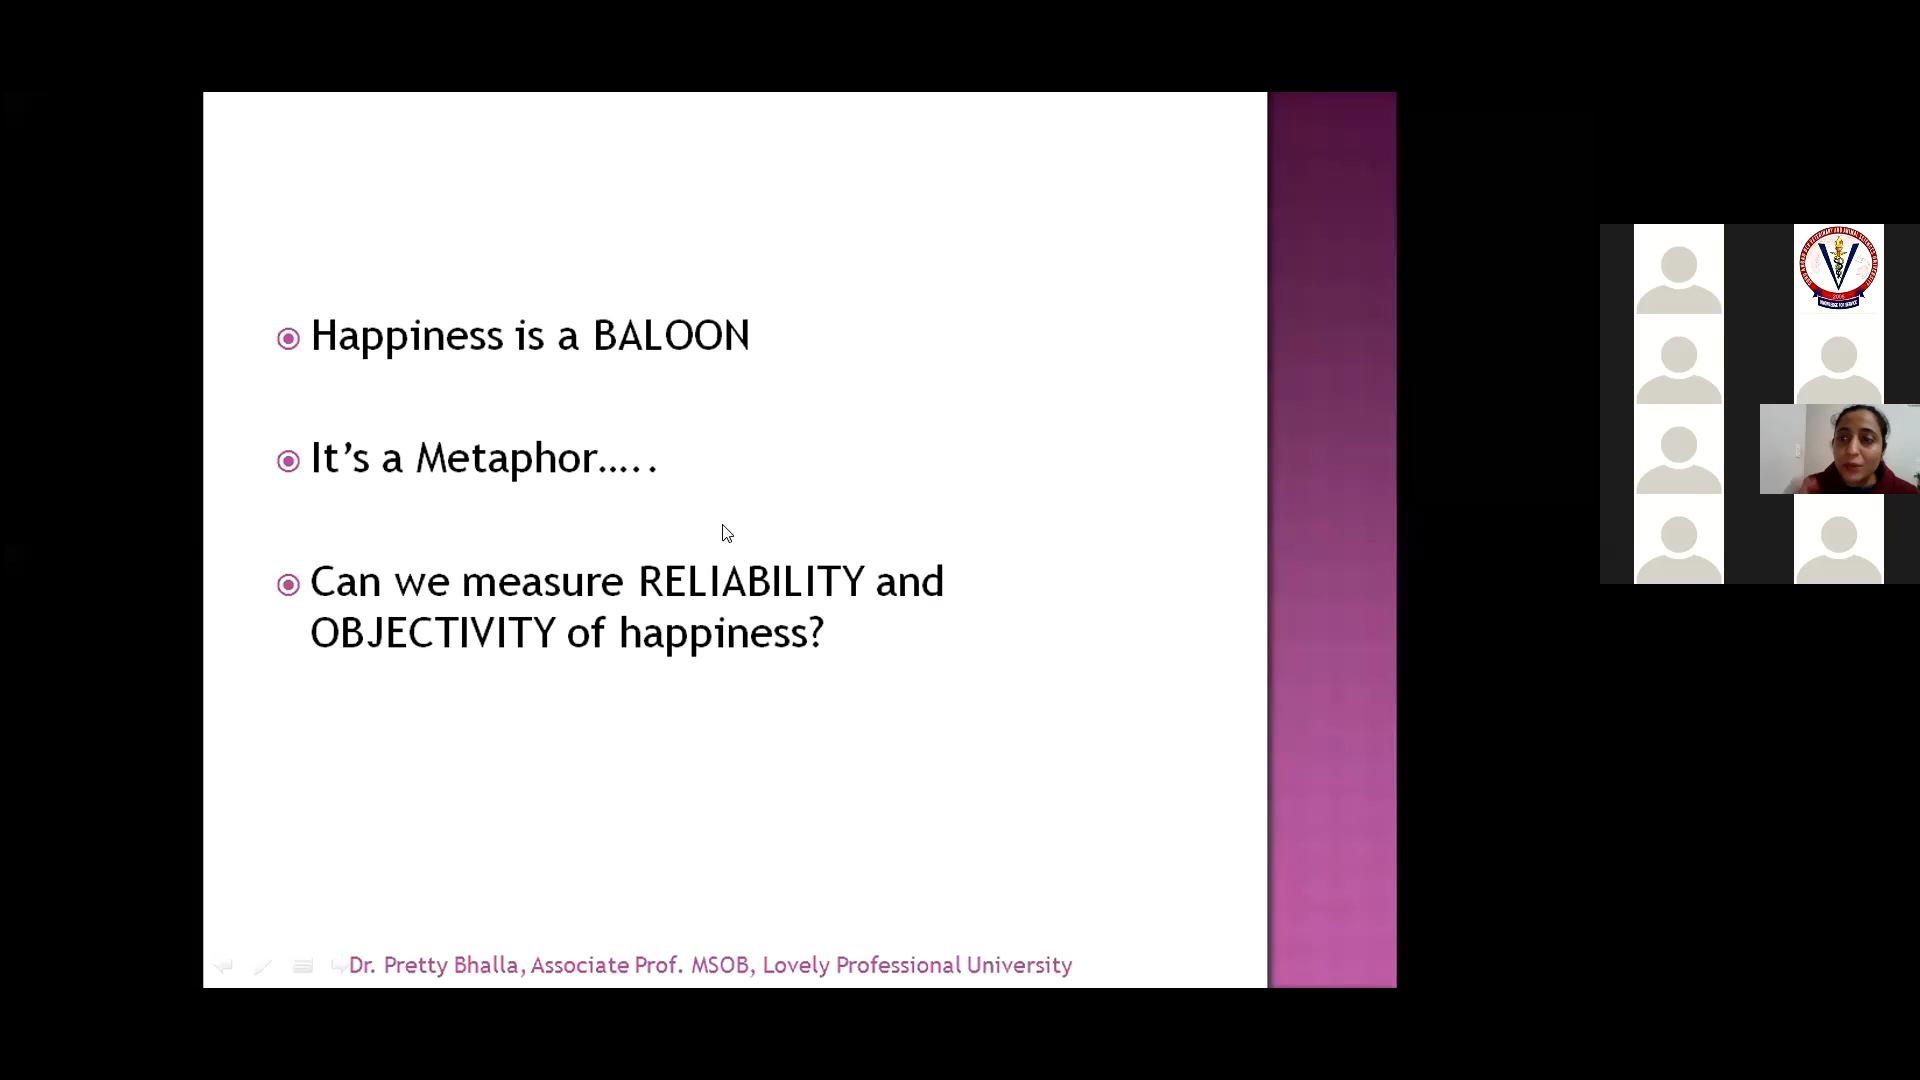 Happiness is a BALOON
It's a Metaphor.....
Can we measure RELIABILITY and
OBJECTIVITY of happiness?
Dr. Pretty Bhalla, Associate Prof. MSOB, Lovely Professional University
2005